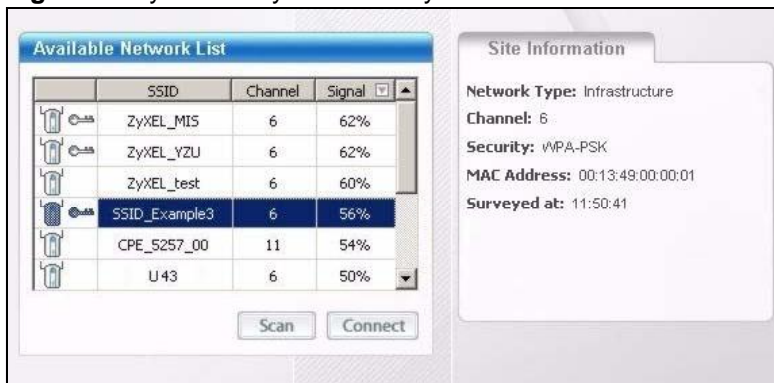 Available Network List
SSID Channel Signal
ZyXEL_MIS 6 62%
ZyXEL_YZU 6 62%
ZyXEL_test 6 60%
SSID_Example3 6 56%
CPE_5257_00 11 54%
U43 6 50%
Scan Connect
Site Information
Network Type: Infrastructure
Channel: 6
Security: WPA-PSK
MAC Address: 00:13:49:00:00:01
Surveyed at: 11:50:41